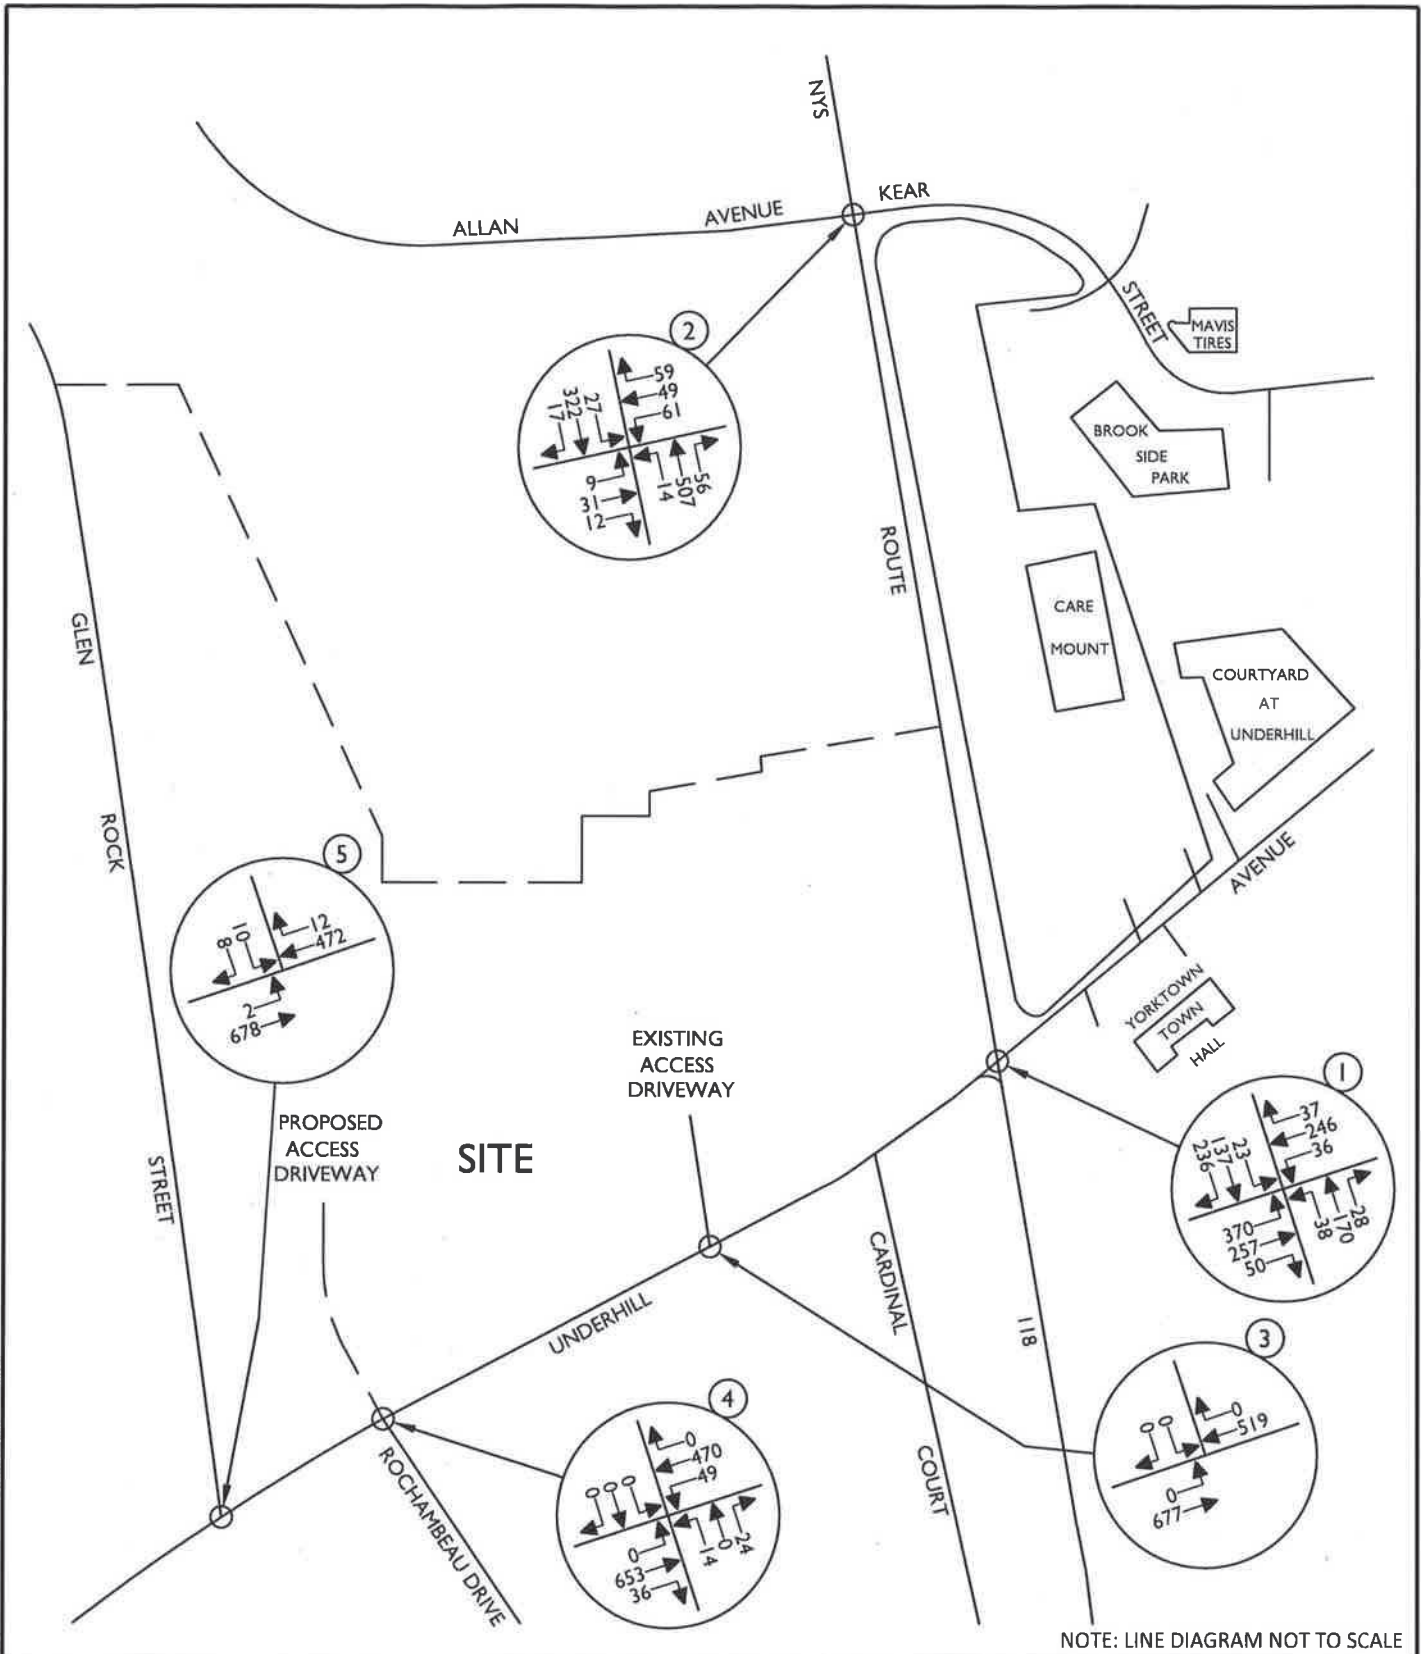 NYS
KEAR
ALLAN
AVENUE
STREET
MAVIS
TIRES
2
59
49
61
322
17
27
9
31
12
14
507
56
BROOK
SIDE
PARK
ROUTE
GLEN
CARE
MOUNT
COURTYARD
AT
UNDERHILL
ROCK
AVENUE
5
12
472
10
8
2
678
YORKTOWN
TOWN
HALL
EXISTING
ACCESS
DRIVEWAY
1
37
246
36
236
137
23
370
257
50
38
170
28
PROPOSED
ACCESS
DRIVEWAY
SITE
STREET
CARDINAL
UNDERHILL
118
3
0
519
0
0
0
677
4
0
470
49
0
0
0
0
653
36
14
0
24
ROCHAMBEAU DRIVE
COURT
NOTE: LINE DIAGRAM NOT TO SCALE